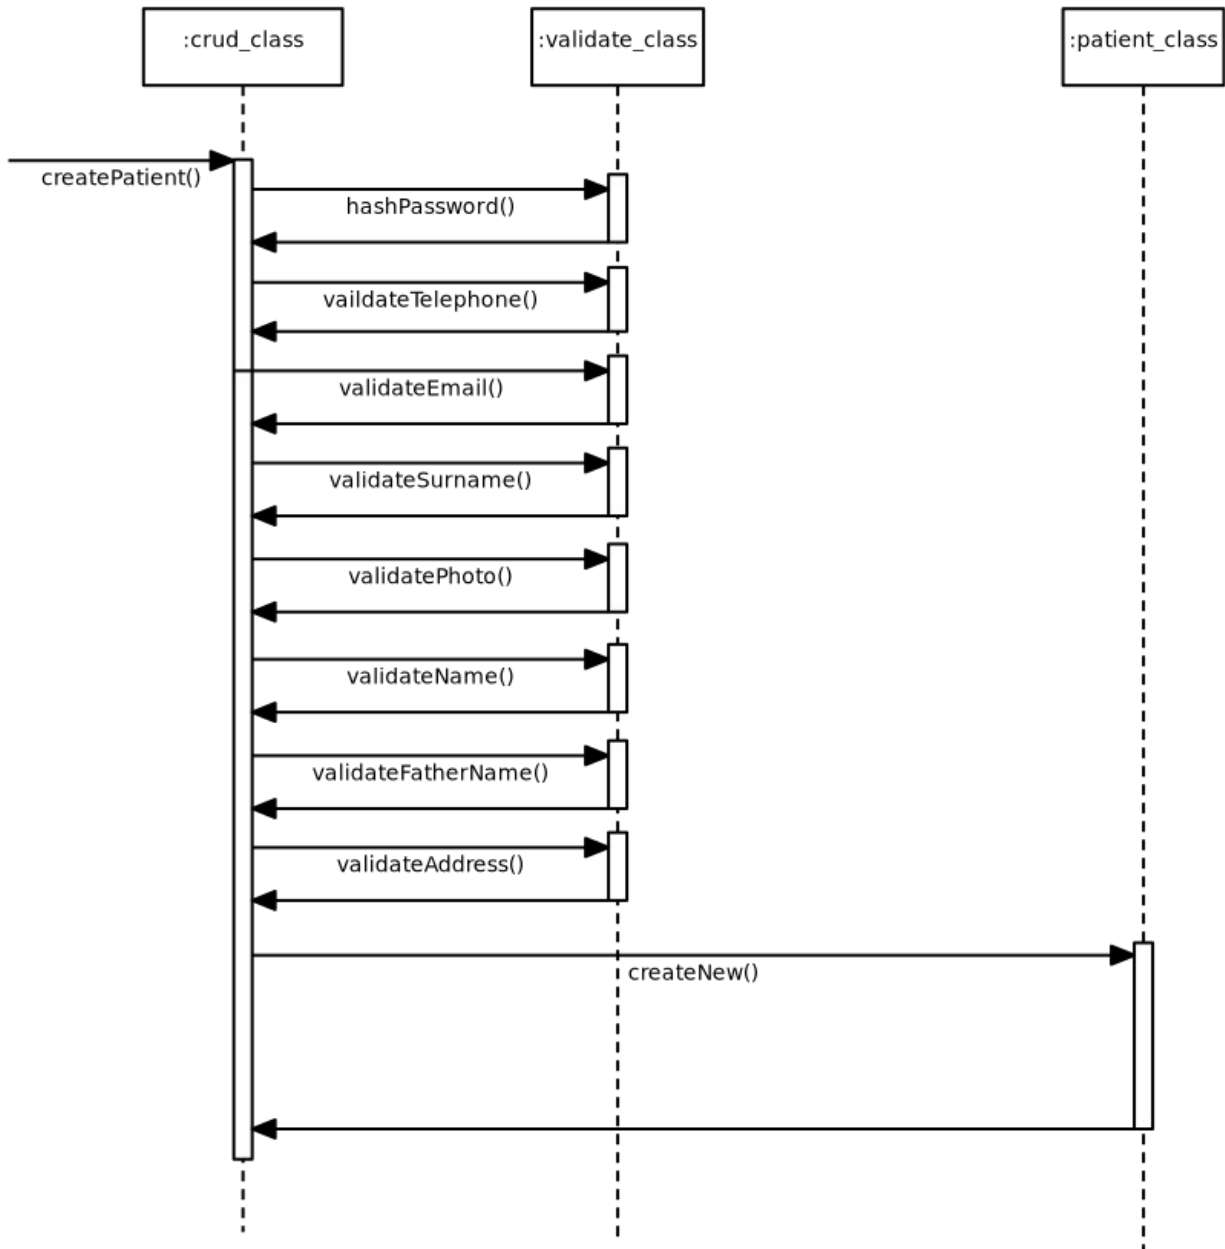 :crud_class
:validate_class
:patient_class
createPatient()
hashPassword()
vaildateTelephone()
validateEmail()
validateSurname()
validatePhoto()
validateName()
validateFatherName()
validateAddress()
createNew()